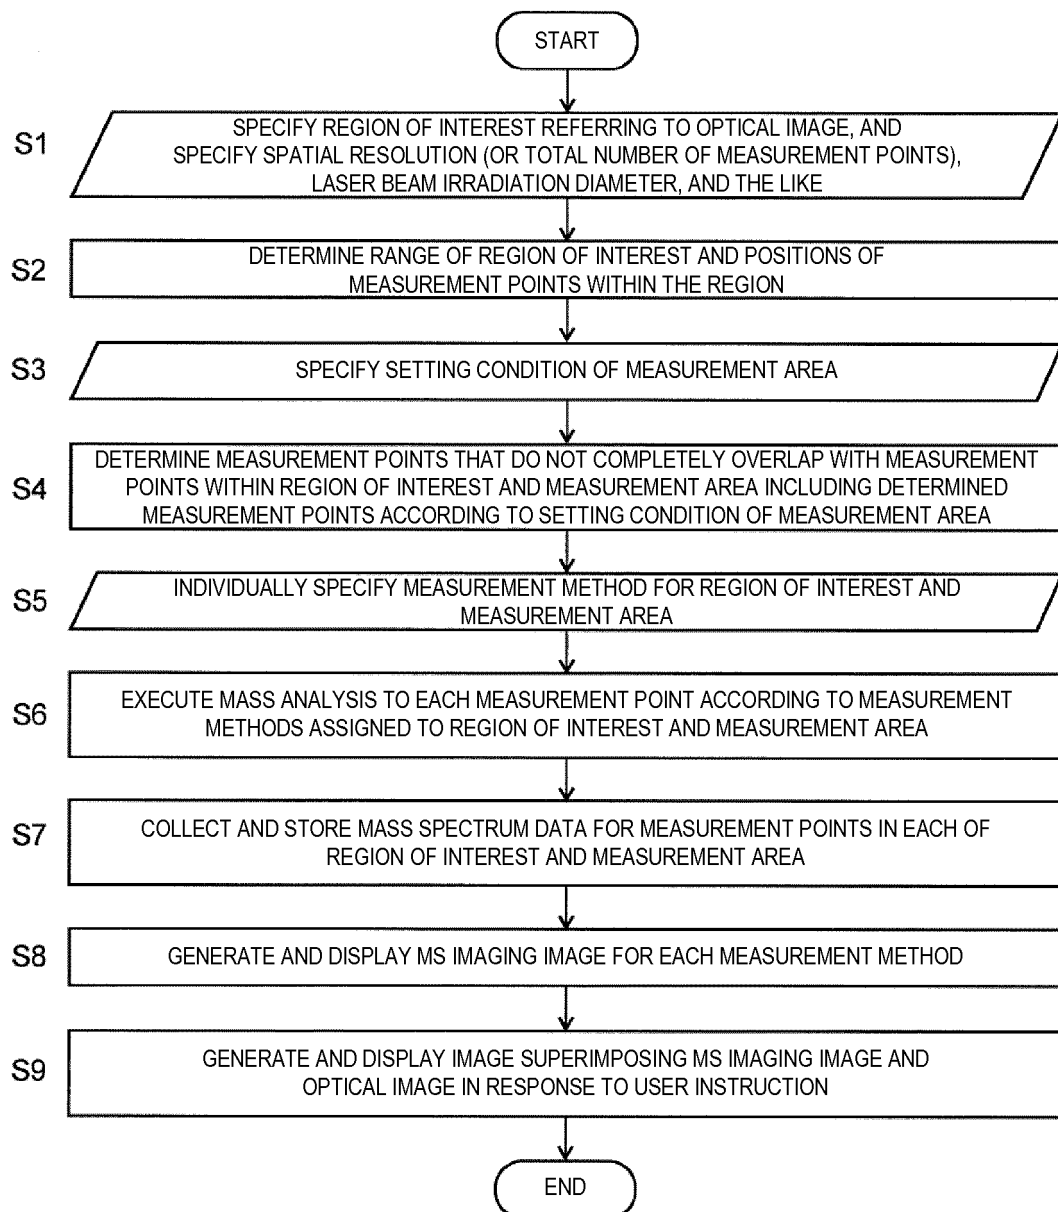 START
S1
SPECIFY REGION OF INTEREST REFERRING TO OPTICAL IMAGE, AND
SPECIFY SPATIAL RESOLUTION (OR TOTAL NUMBER OF MEASUREMENT POINTS),
LASER BEAM IRRADIATION DIAMETER, AND THE LIKE
S2
DETERMINE RANGE OF REGION OF INTEREST AND POSITIONS OF
MEASUREMENT POINTS WITHIN THE REGION
S3
SPECIFY SETTING CONDITION OF MEASUREMENT AREA
S4
DETERMINE MEASUREMENT POINTS THAT DO NOT COMPLETELY OVERLAP WITH MEASUREMENT
POINTS WITHIN REGION OF INTEREST AND MEASUREMENT AREA INCLUDING DETERMINED
MEASUREMENT POINTS ACCORDING TO SETTING CONDITION OF MEASUREMENT AREA
S5
INDIVIDUALLY SPECIFY MEASUREMENT METHOD FOR REGION OF INTEREST AND
MEASUREMENT AREA
S6
EXECUTE MASS ANALYSIS TO EACH MEASUREMENT POINT ACCORDING TO MEASUREMENT
METHODS ASSIGNED TO REGION OF INTEREST AND MEASUREMENT AREA
S7
COLLECT AND STORE MASS SPECTRUM DATA FOR MEASUREMENT POINTS IN EACH OF
REGION OF INTEREST AND MEASUREMENT AREA
S8
GENERATE AND DISPLAY MS IMAGING IMAGE FOR EACH MEASUREMENT METHOD
S9
GENERATE AND DISPLAY IMAGE SUPERIMPOSING MS IMAGING IMAGE AND
OPTICAL IMAGE IN RESPONSE TO USER INSTRUCTION
END